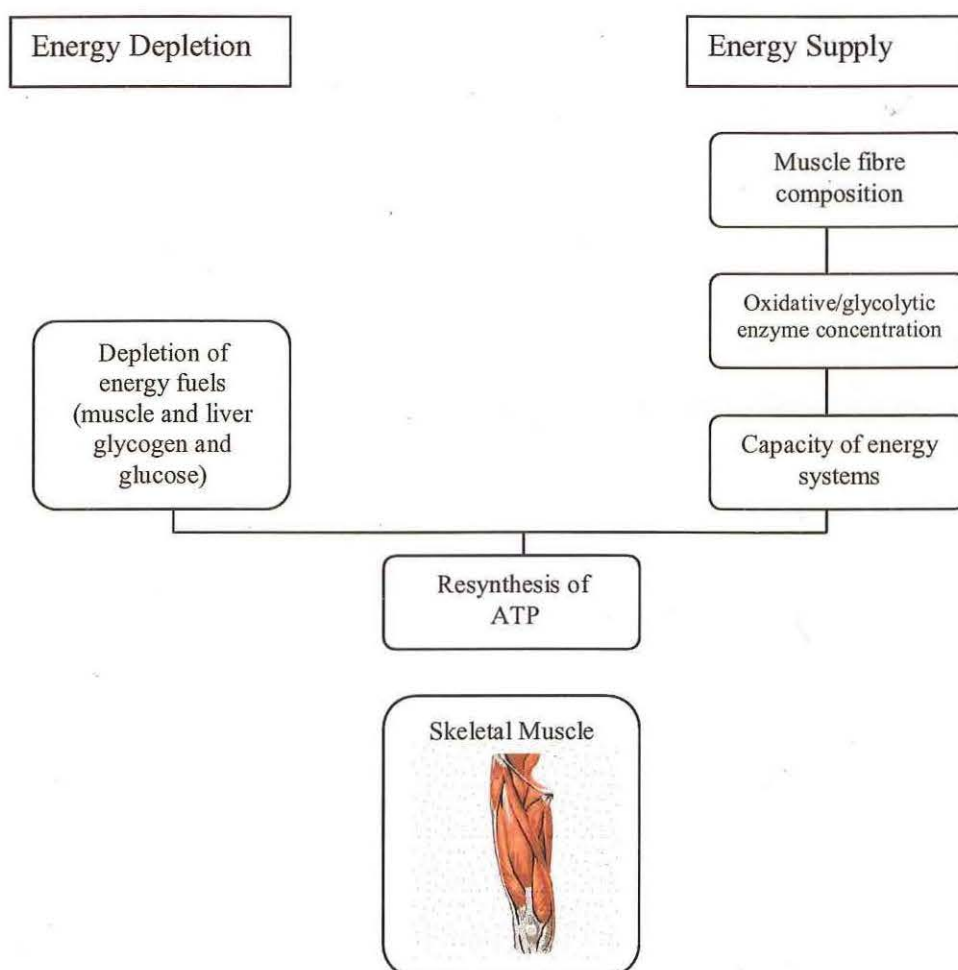 Energy Depletion
Energy Supply
Muscle fibre
composition
Oxidative/glycolytic
enzyme concentration
Depletion of
energy fuels
(muscle and liver
glycogen and
glucose)
Capacity of energy
systems
Resynthesis of
ATP
Skeletal Muscle